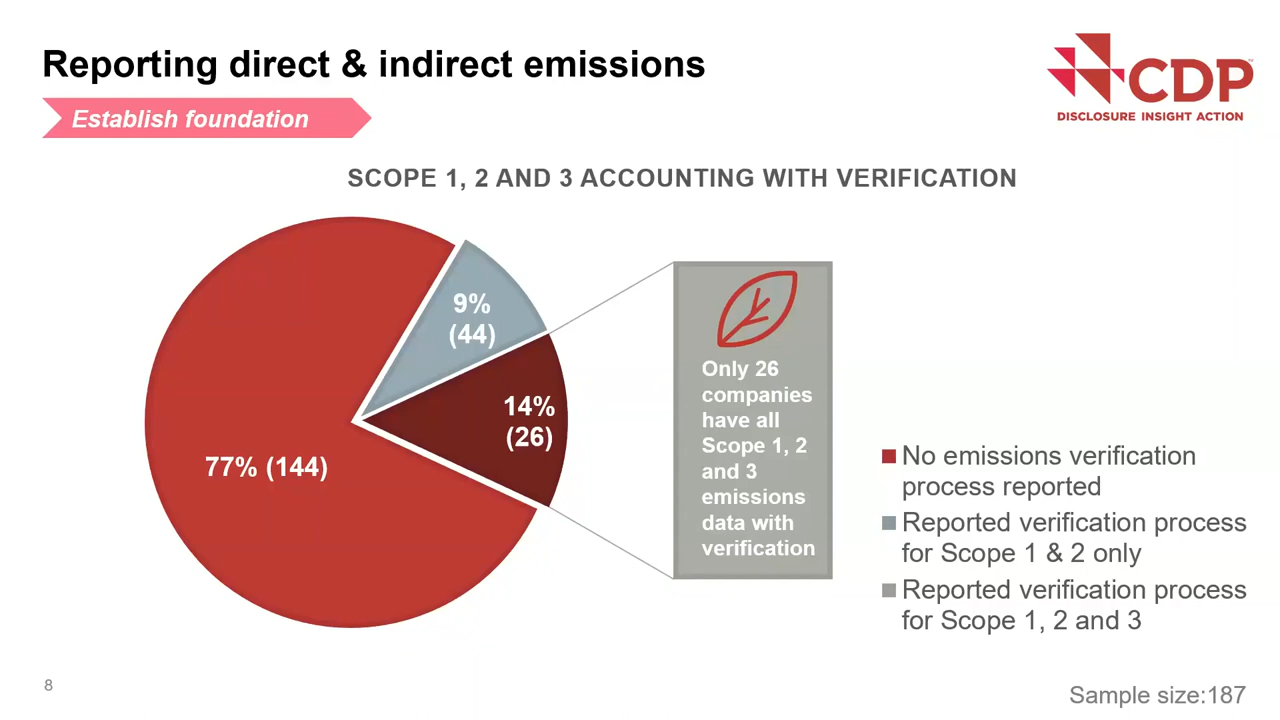 Reporting direct & indirect emissions
CDP
DISCLOSURE INSIGHT ACTION
Establish foundation
SCOPE 1, 2 AND 3 ACCOUNTING WITH VERIFICATION
9%
(44)
14%
(26)
77% (144)
Only 26
companies
have all
Scope 1, 2
and 3
emissions
data with
verification
No emissions verification
process reported
Reported verification process
for Scope 1 & 2 only
Reported verification process
for Scope 1, 2 and 3
8
Sample size:187